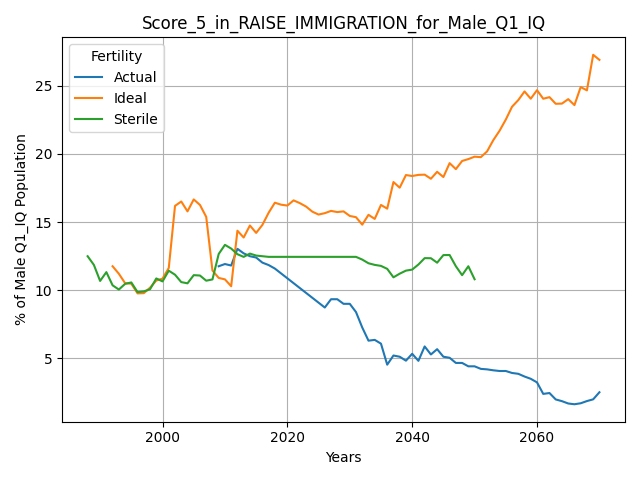 Score_5_in_RAISE_IMMIGRATION_for_Male_Q1_IQ
Fertility
Actual
Ideal
Sterile
% of Male Q1_IQ Population
25
20
15
10
5
2000
2020
2040
2060
Years